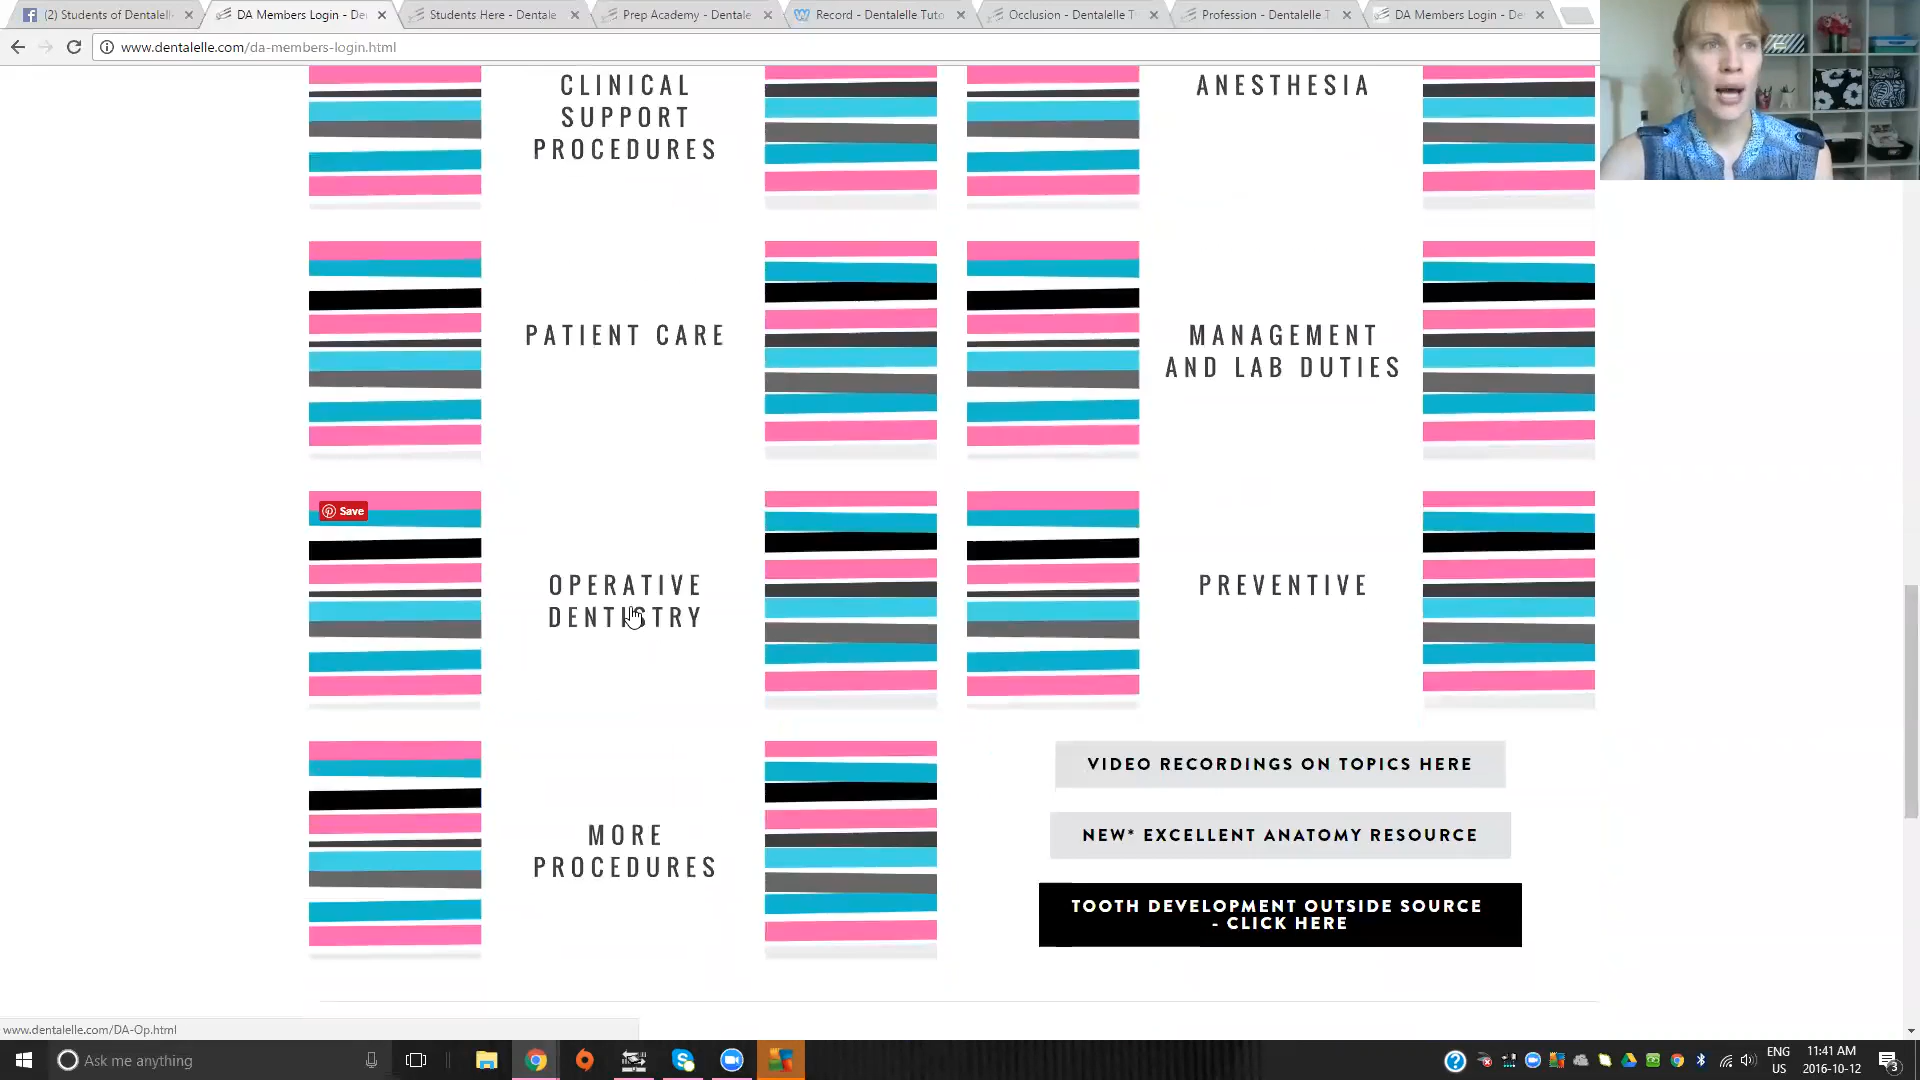 (2) Students of Dentalell
DA Members Login - De
Students Here - Dentale
Prep Academy - Dentale
Record - Dentalelle Tuto
Occlusion - Dentalelle T
Profession - Dentalelle T
DA Members Login - De
www.dentalelle.com/da-members-login.html
CLINICAL
SUPPORT
PROCEDURES
ANESTHESIA
PATIENT CARE
MANAGEMENT
AND LAB DUTIES
Save
OPERATIVE
DENTISTRY
PREVENTIVE
MORE
PROCEDURES
VIDEO RECORDINGS ON TOPICS HERE
NEW* EXCELLENT ANATOMY RESOURCE
TOOTH DEVELOPMENT OUTSIDE SOURCE
- CLICK HERE
www.dentalelle.com/DA-Op.html
Ask me anything
ENG
US
11:41 AM
2016-10-12
3